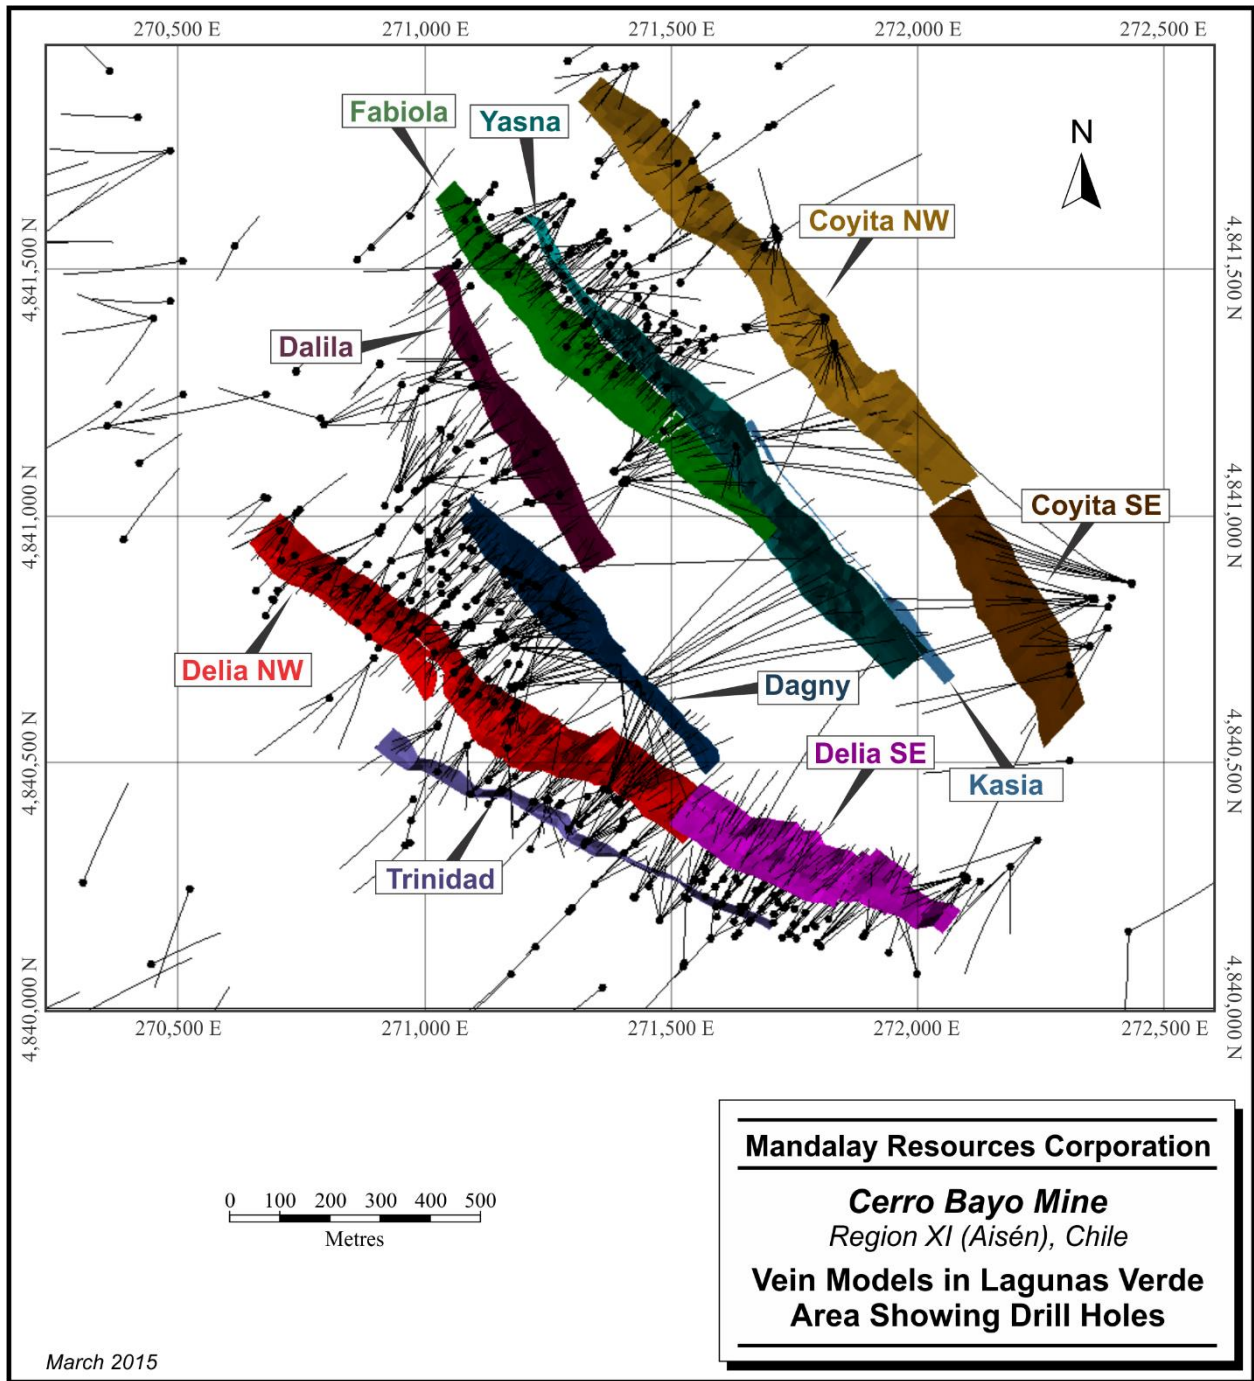 270,500 E 271,000 E 271,500 E 272,000 E 272,500 E
Fabiola
Yasna
N
Coyita NW
4,841,500 N
4,841,500 N
Dalila
Coyita SE
4,841,000 N
4,841,000 N
Delia NW
Dagny
Delia SE
Kasia
4,840,500 N
4,840,500 N
Trinidad
4,840,000 N
4,840,000 N
270,500 E 271,000 E 271,500 E 272,000 E 272,500 E
Mandalay Resources Corporation
Cerro Bayo Mine
Region XI (Aisén), Chile
Vein Models in Lagunas Verde
Area Showing Drill Holes
0 100 200 300 400 500
Metres
March 2015